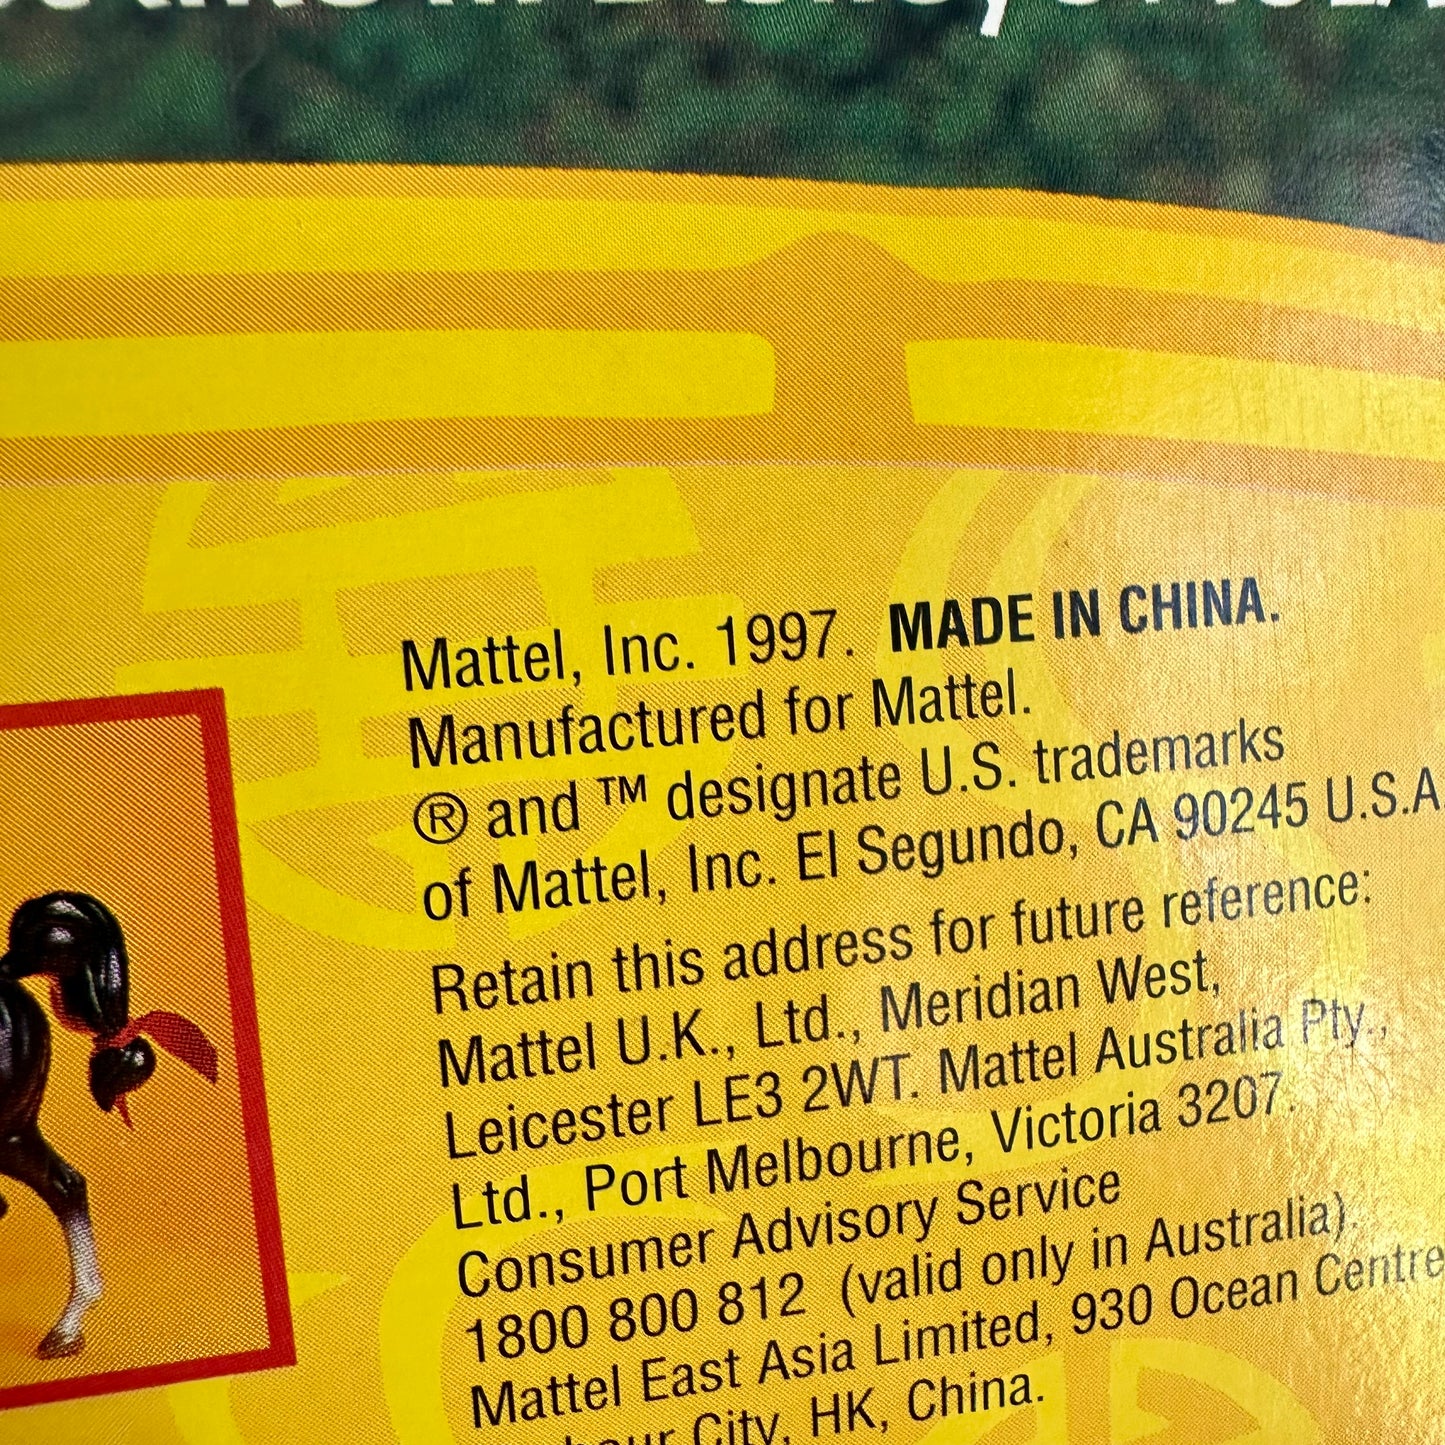 in Disney's
Mattel, Inc. 1997. MADE IN CHINA.
Manufactured for Mattel.
® and ™ designate U.S. trademarks
of Mattel, Inc. El Segundo, CA 90245 U.S.A
Retain this address for future reference:
Mattel U.K., Ltd., Meridian West,
Leicester LE3 2WT. Mattel Australia Pty.,
Ltd., Port Melbourne, Victoria 3207.
Consumer Advisory Service
1800 800 812 (valid only in Australia).
Mattel East Asia Limited, 930 Ocean Centre
City, HK, China.